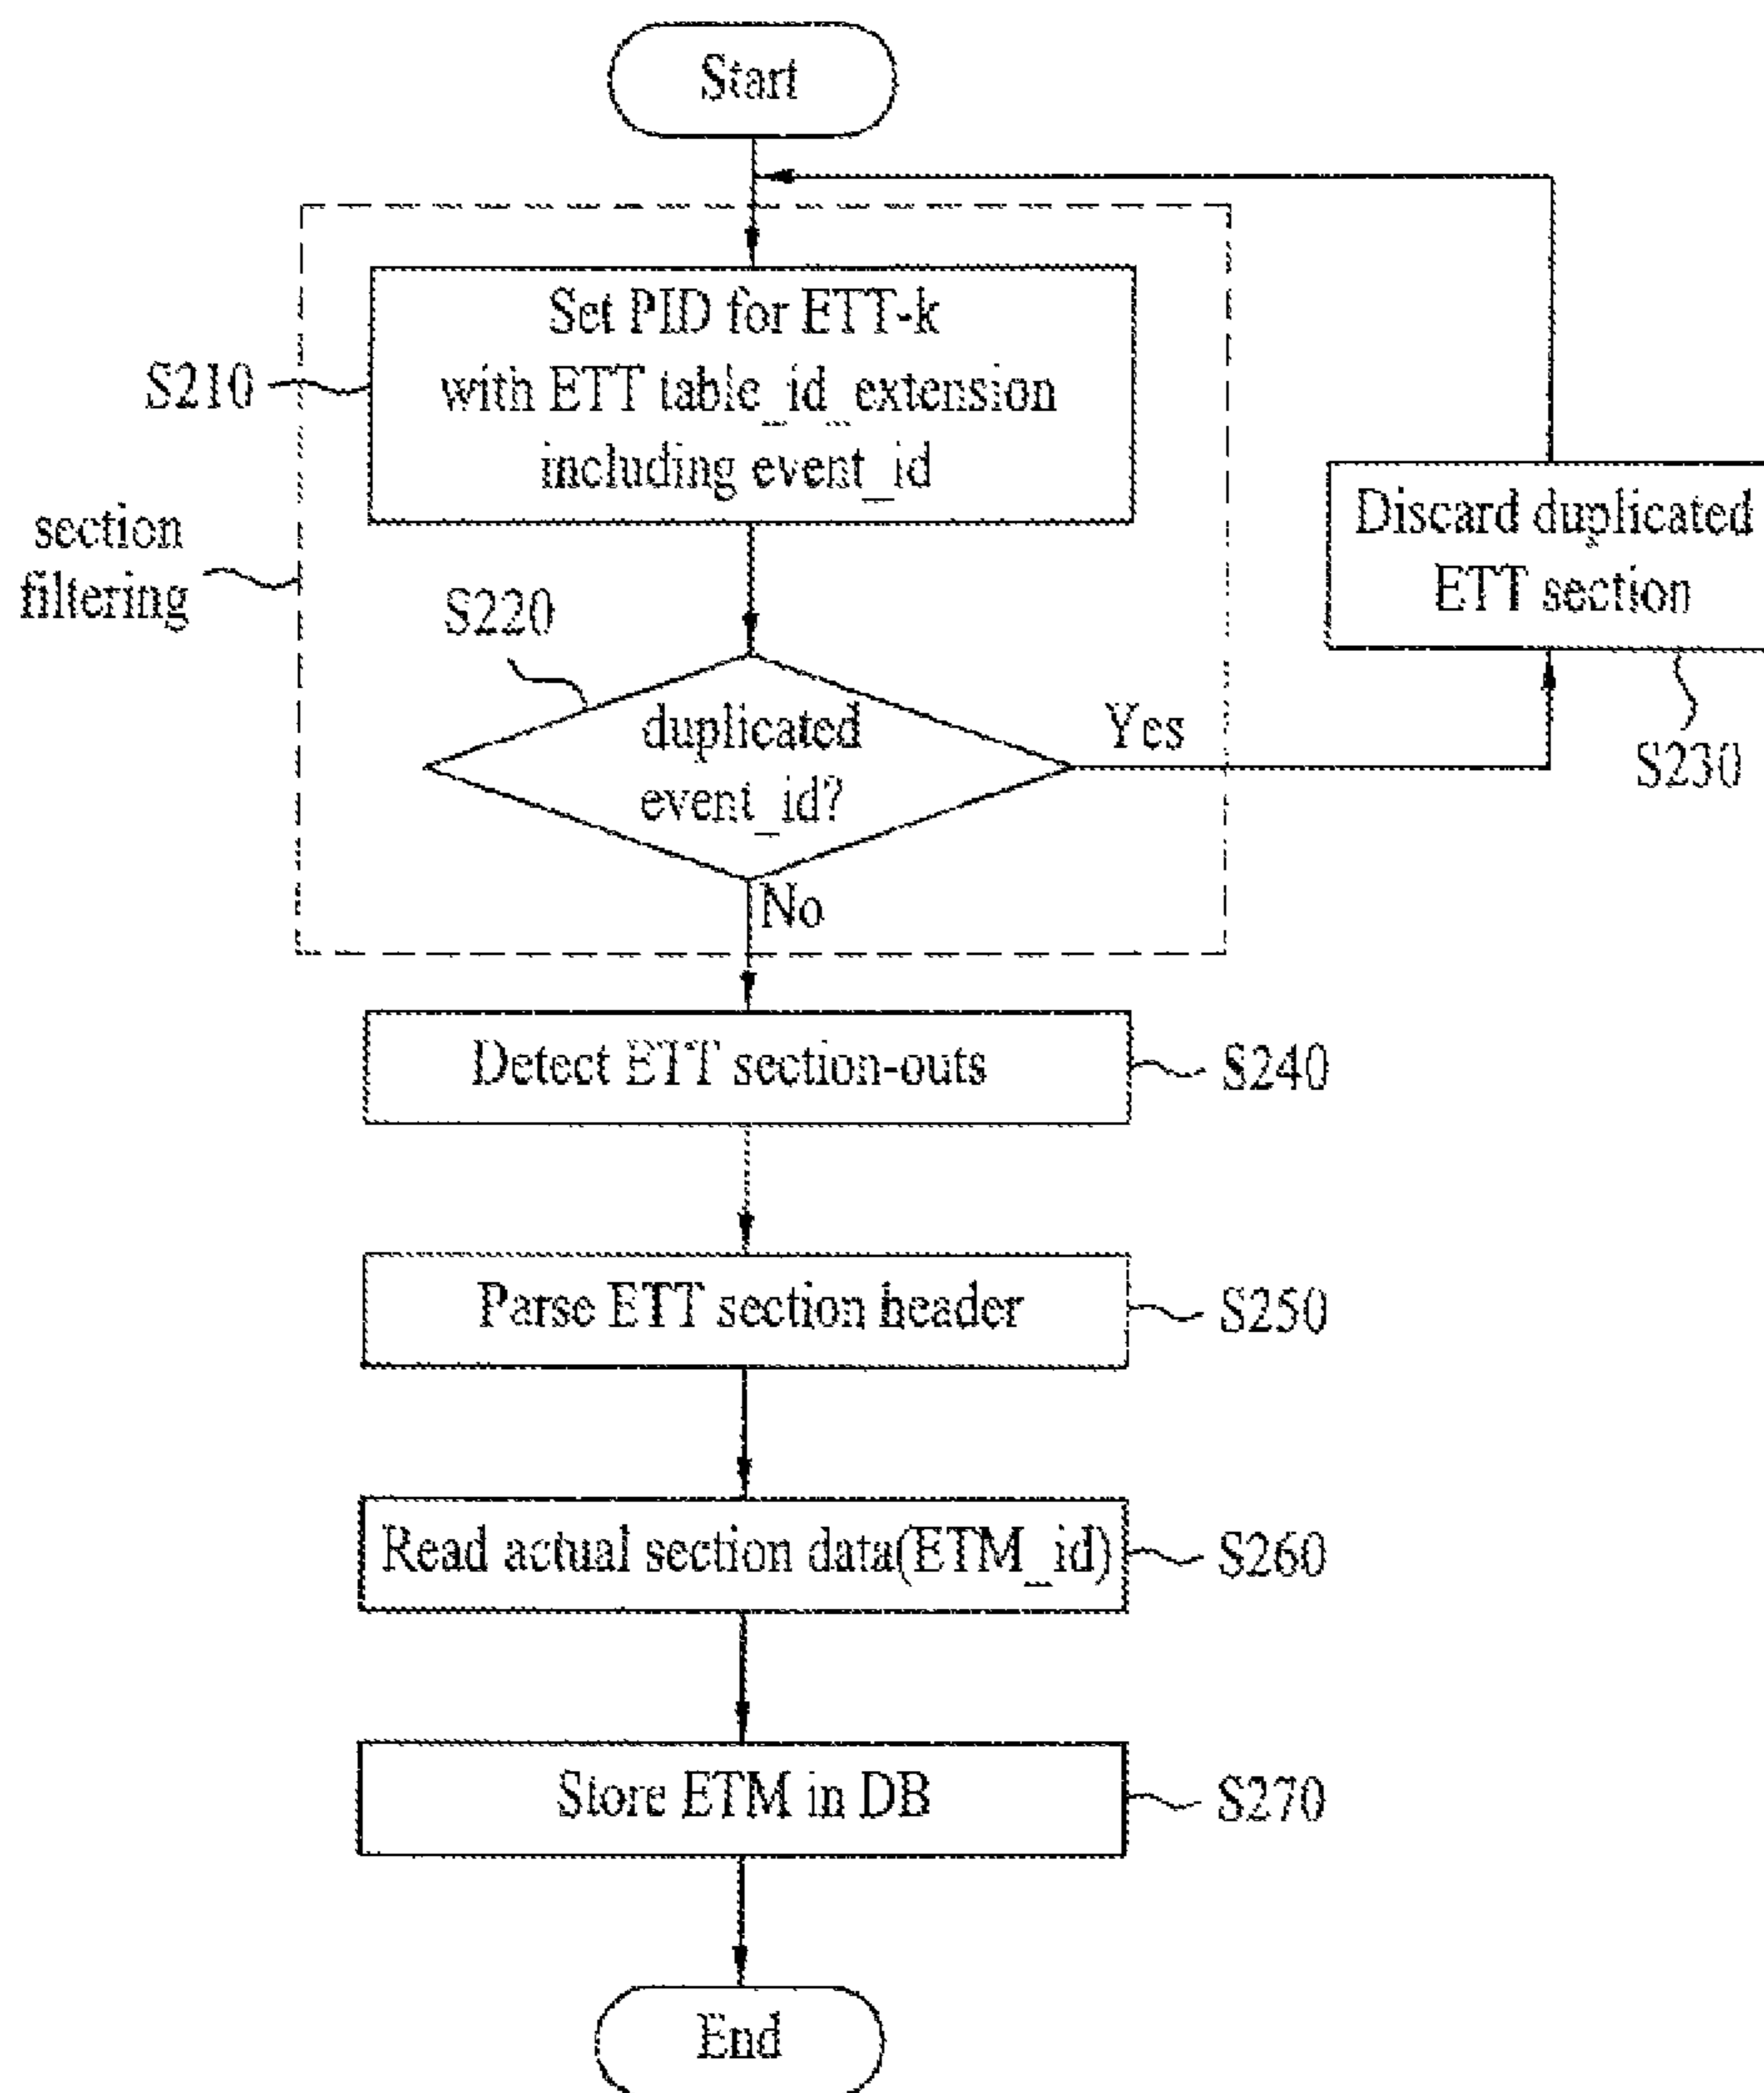 Start
Set PID for ETT-k
with ETT table_id_extension
including event_id
S210
section
filtering
S220
duplicated
event_id?
Yes
No
Discard duplicated
ETT section
S230
Detect ETT section-outs
S240
Parse ETT section header
S250
Read actual section data(ETM_id)
S260
Store ETM in DB
S270
End